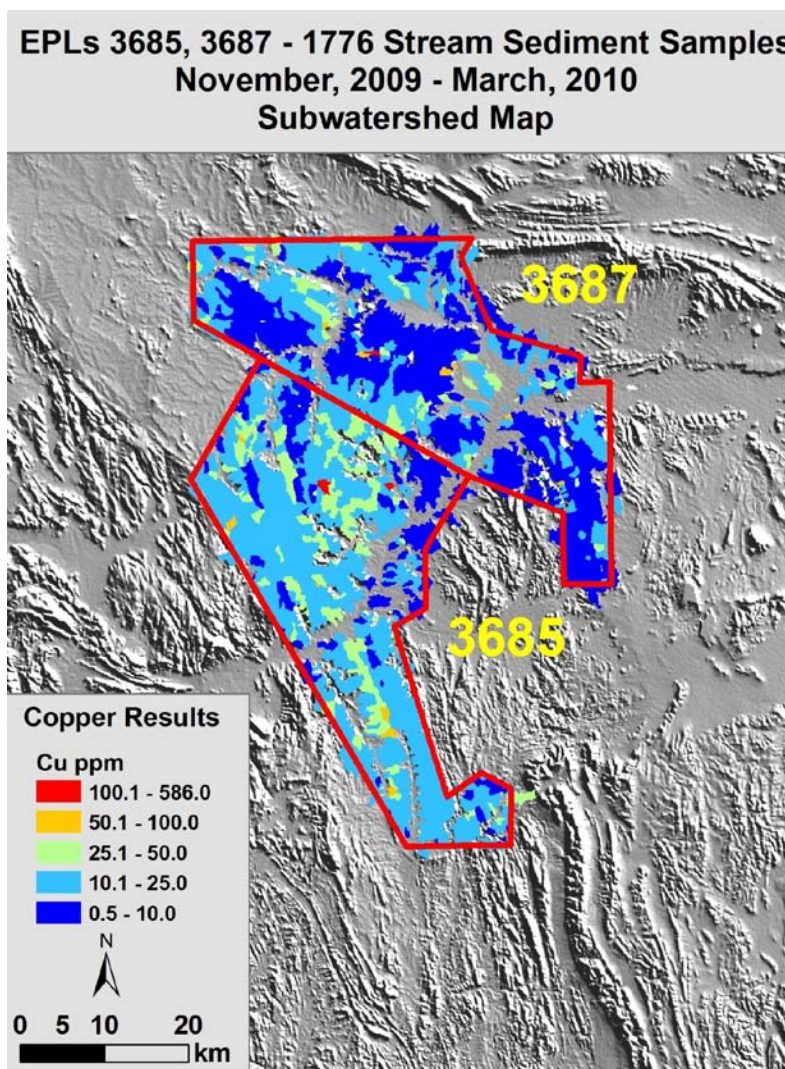 EPLs 3685, 3687 - 1776 Stream Sediment Samples
November, 2009 - March, 2010
Subwatershed Map
3687
3685
Copper Results
Cu ppm
100.1 - 586.0
50.1 - 100.0
25.1 - 50.0
10.1 - 25.0
0.5 - 10.0
N
0 5 10 20
km